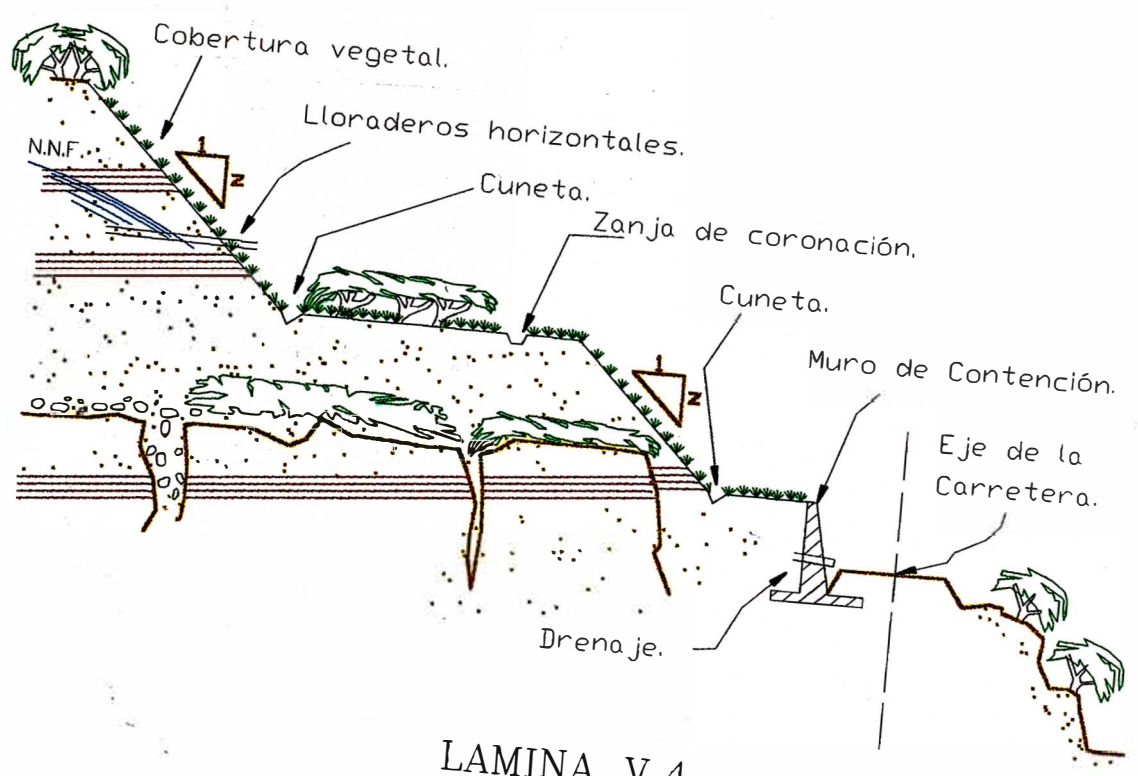 Cobertura vegetal.
Lloraderos horizontales.
N.N.F.
1
N
Cuneta.
Zanja de coronación.
Cuneta.
1
N
Muro de Contención.
Eje de la
Carretera.
Drenaje.
LAMINA V.4